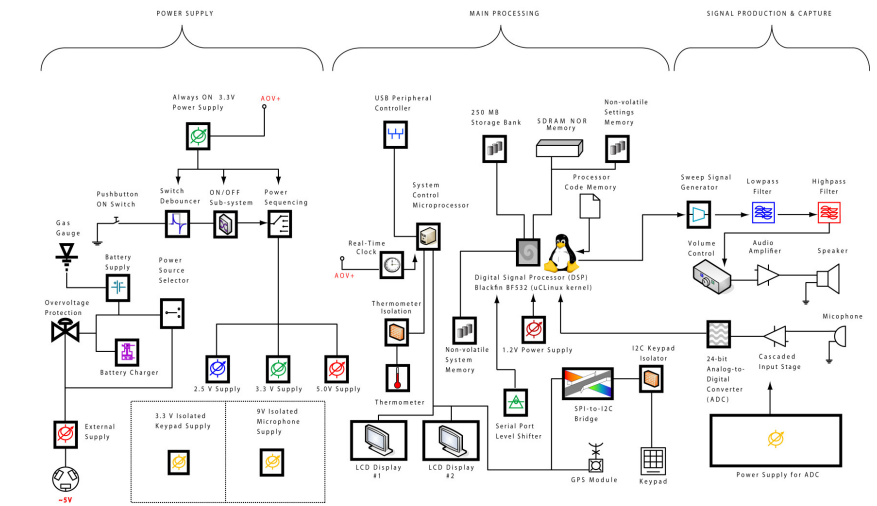 POWER SUPPLY
MAIN PROCESSING
SIGNAL PRODUCTION & CAPTURE
Always ON 3.3V
Power Supply
AOV+
USB Peripheral
Controller
250 MB
Storage Bank
SDRAM NOR
Memory
Non-volatile
Settings
Memory
Pushbutton
ON Switch
Switch
Debouncer
ON/OFF
Sub-system
Power
Sequencing
System
Control
Microprocessor
Processor
Code Memory
Sweep Signal
Generator
Lowpass
Filter
Highpass
Filter
Gas
Gauge
Battery
Supply
Power
Source
Selector
Real-Time
Clock
AOV+
Digital Signal Processor (DSP)
Blackfin BF532 (uCLinux kernel)
Volume
Control
Audio
Amplifier
Speaker
Overvoltage
Protection
Battery Charger
Thermometer
Isolation
Thermometer
Non-volatile
System
Memory
1.2V Power Supply
I2C Keypad
Isolator
24-bit
Analog-to-
Digital
Converter
(ADC)
Cascaded
Input Stage
Micophone
2.5 V Supply
3.3 V Supply
5.0V Supply
External
Supply
~5V
3.3 V Isolated
Keypad Supply
9V Isolated
Microphone
Supply
LCD Display
#1
LCD Display
#2
Serial Port
Level Shifter
SPI-to-I2C
Bridge
GPS Module
Keypad
Power Supply for ADC